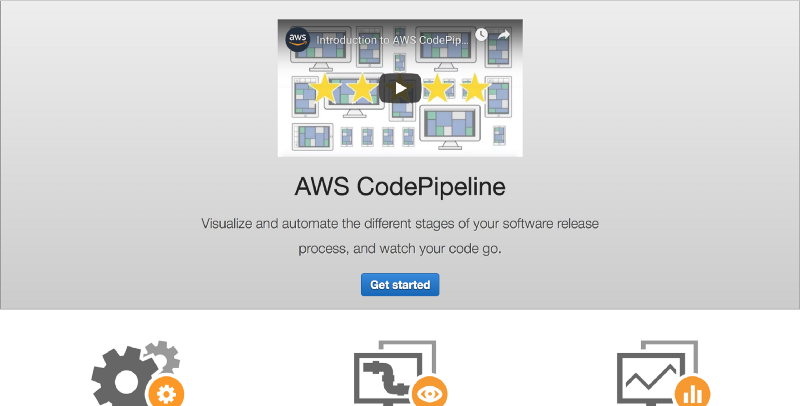 aws
Introduction to AWS CodePip...
AWS CodePipeline
Visualize and automate the different stages of your software release
process, and watch your code go.
Get started